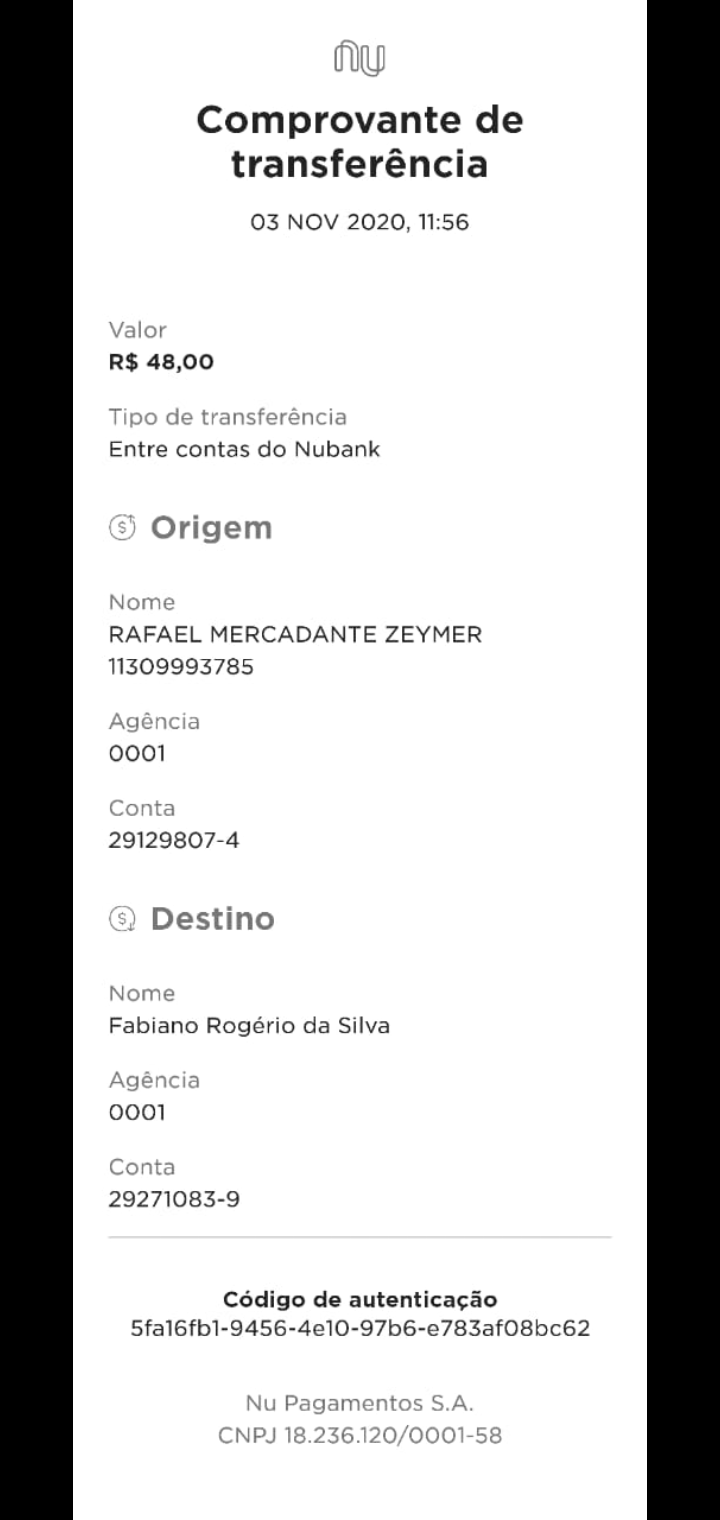 nu
Comprovante de
transferência
03 NOV 2020, 11:56
Valor
R$ 48,00
Tipo de transferência
Entre contas do Nubank
Origem
Nome
RAFAEL MERCADANTE ZEYMER
11309993785
Agência
0001
Conta
29129807-4
Destino
Nome
Fabiano Rogério da Silva
Agência
0001
Conta
29271083-9
Código de autenticação
5fa16fb1-9456-4e10-97b6-e783af08bc62
Nu Pagamentos S.A.
CNPJ 18.236.120/0001-58